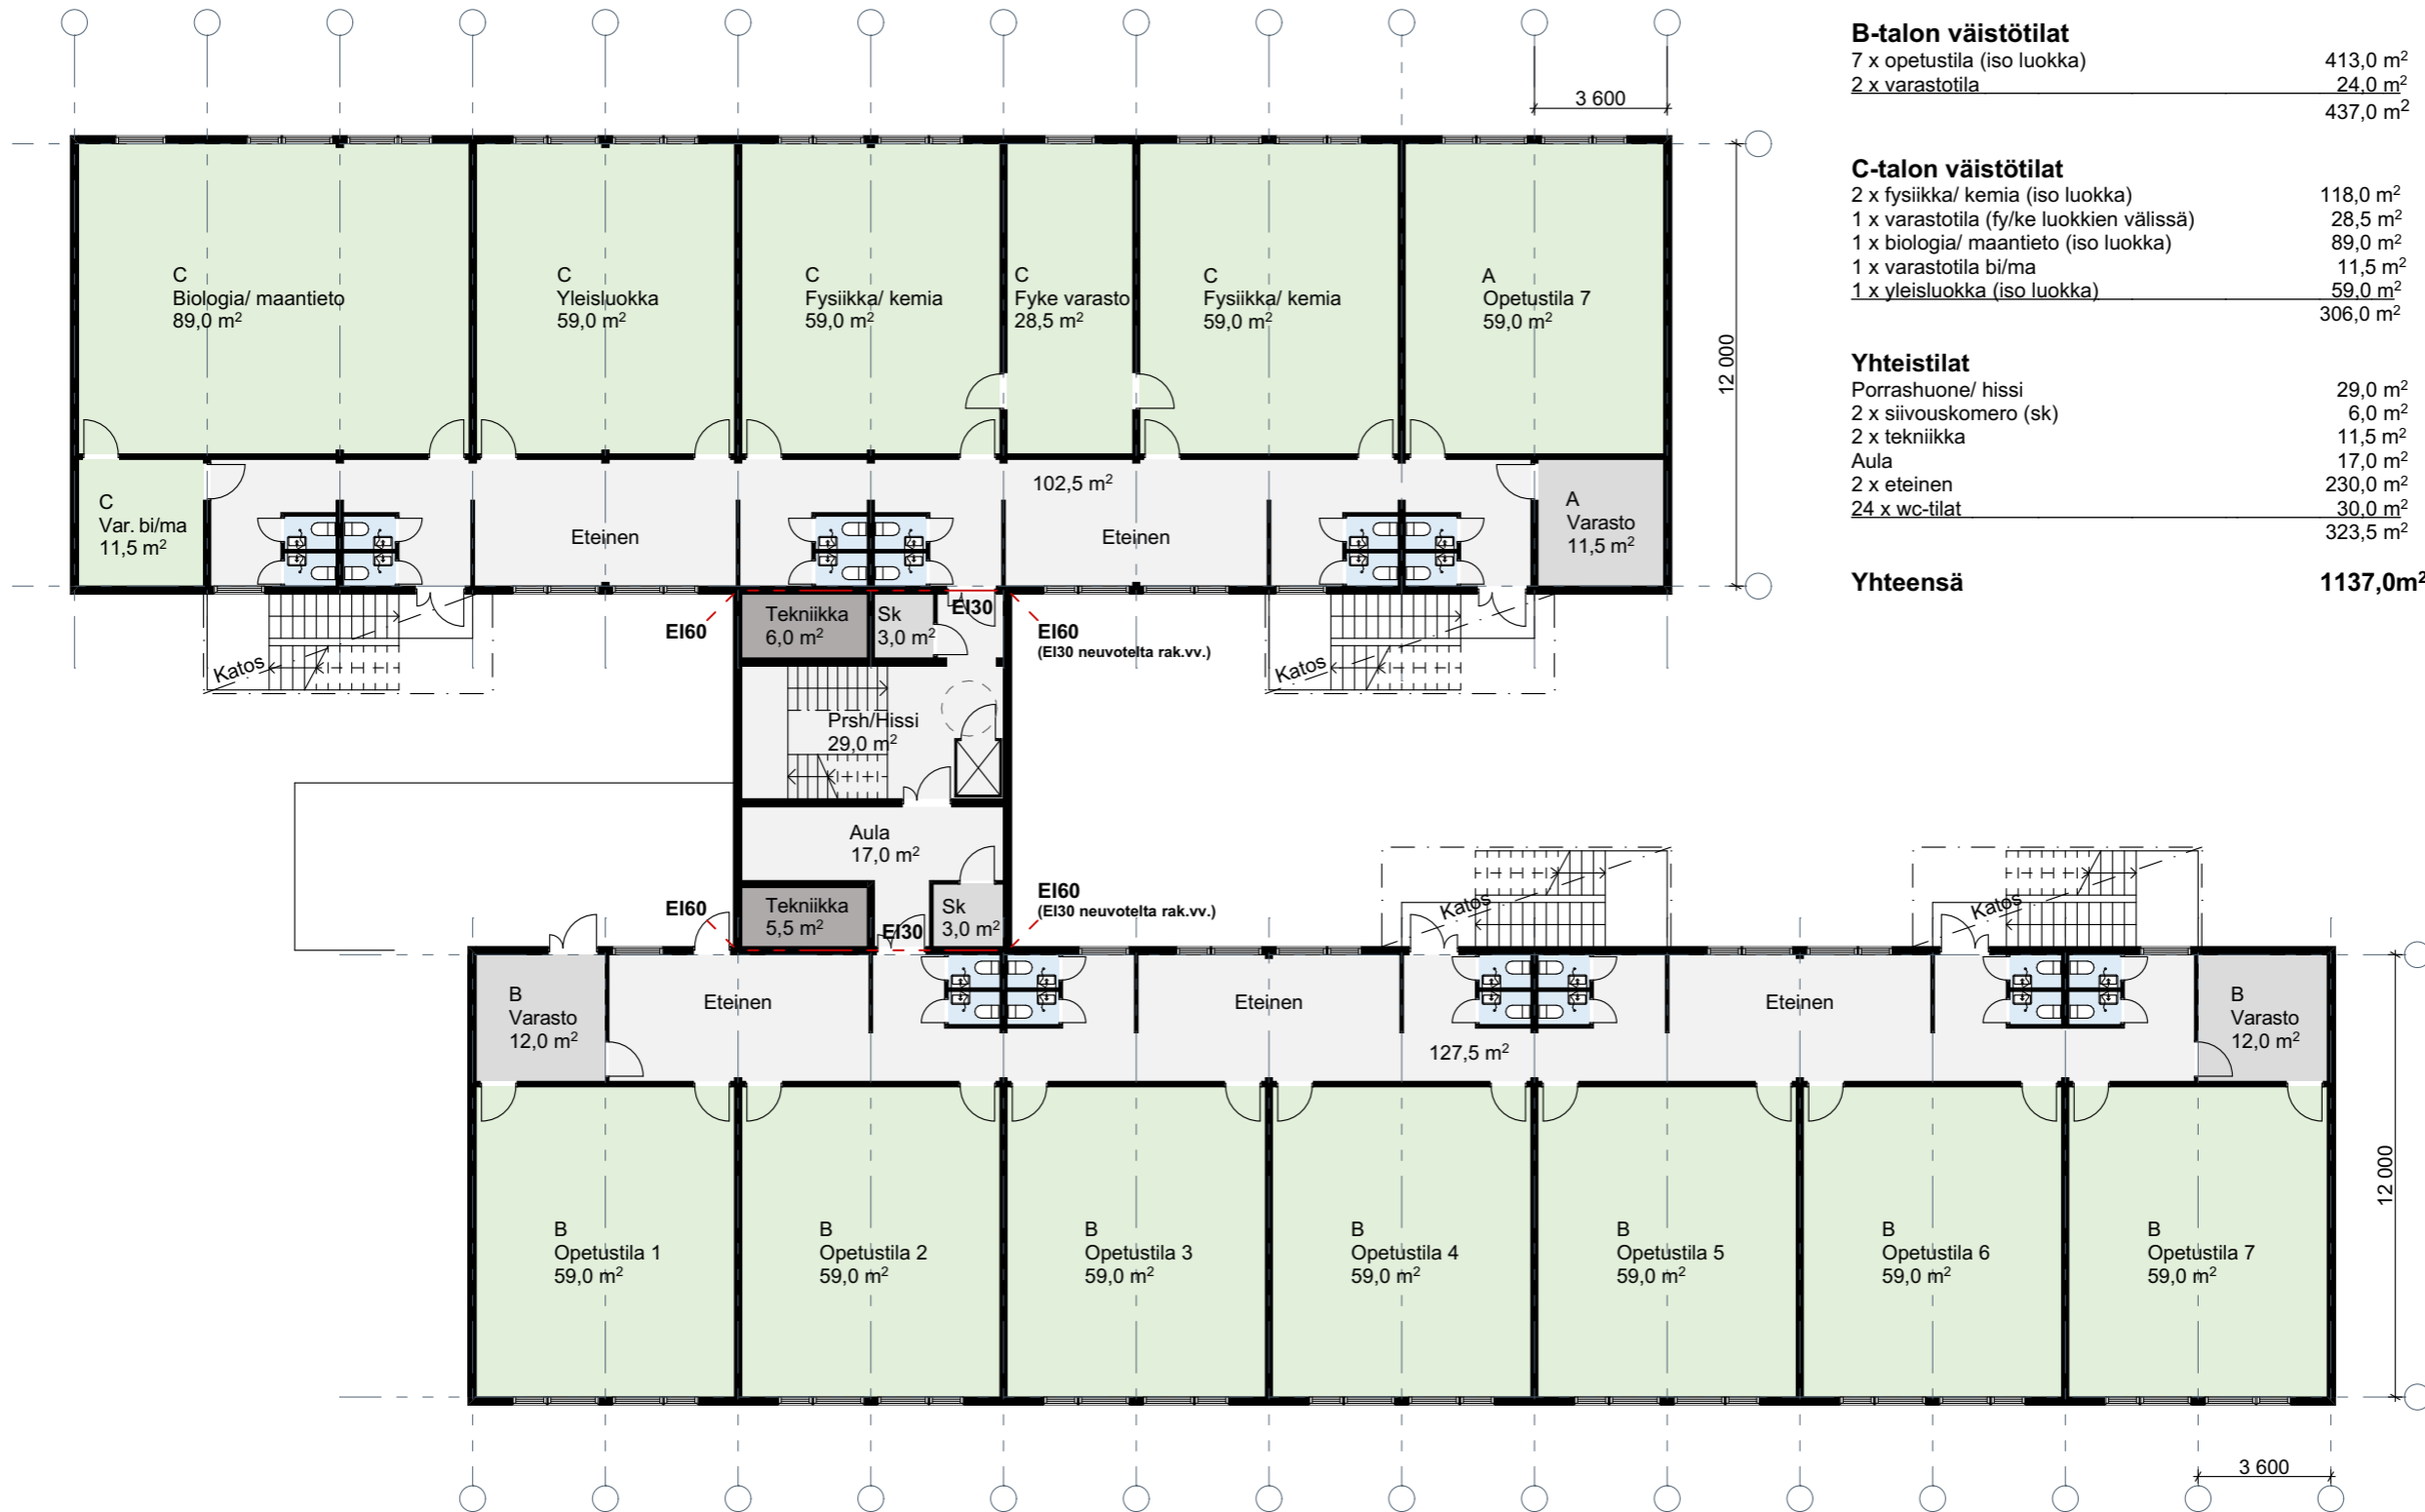 B-talon väistötilat
7 x opetustila (iso luokka) 413,0 m²
2 x varastotila 24,0 m²
437,0 m²
C-talon väistötilat
2 x fysiikka/ kemia (iso luokka) 118,0 m²
1 x varastotila (fy/ke luokkien välissä) 28,5 m²
1 x biologia/ maantieto (iso luokka) 89,0 m²
1 x varastotila bi/ma 11,5 m²
1 x yleisluokka (iso luokka) 59,0 m²
306,0 m²
Yhteistilat
Porrashuone/ hissi 29,0 m²
2 x siivouskomero (sk) 6,0 m²
2 x tekniikka 11,5 m²
Aula 17,0 m²
2 x eteinen 230,0 m²
24 x wc-tilat 30,0 m²
323,5 m²
Yhteensä 1137,0m²
3 600
12 000
C
Biologia/ maantieto
89,0 m²
C
Yleisluokka
59,0 m²
C
Fysiikka/ kemia
59,0 m²
C
Fyke varasto
28,5 m²
C
Fysiikka/ kemia
59,0 m²
A
Opetustila 7
59,0 m²
102,5 m²
C
Var. bi/ma
11,5 m²
Eteinen
Eteinen
A
Varasto
11,5 m²
Katos
EI60
Tekniikka
6,0 m²
Sk
3,0 m²
EI30
EI60
(EI30 neuvotelta rak.vv.)
Katos
Prsh/Hissi
29,0 m²
Aula
17,0 m²
EI60
Tekniikka
5,5 m²
EI30
Sk
3,0 m²
EI60
(EI30 neuvotelta rak.vv.)
Katos
Katos
B
Varasto
12,0 m²
Eteinen
Eteinen
127,5 m²
Eteinen
B
Varasto
12,0 m²
B
Opetustila 1
59,0 m²
B
Opetustila 2
59,0 m²
B
Opetustila 3
59,0 m²
B
Opetustila 4
59,0 m²
B
Opetustila 5
59,0 m²
B
Opetustila 6
59,0 m²
B
Opetustila 7
59,0 m²
12 000
3 600